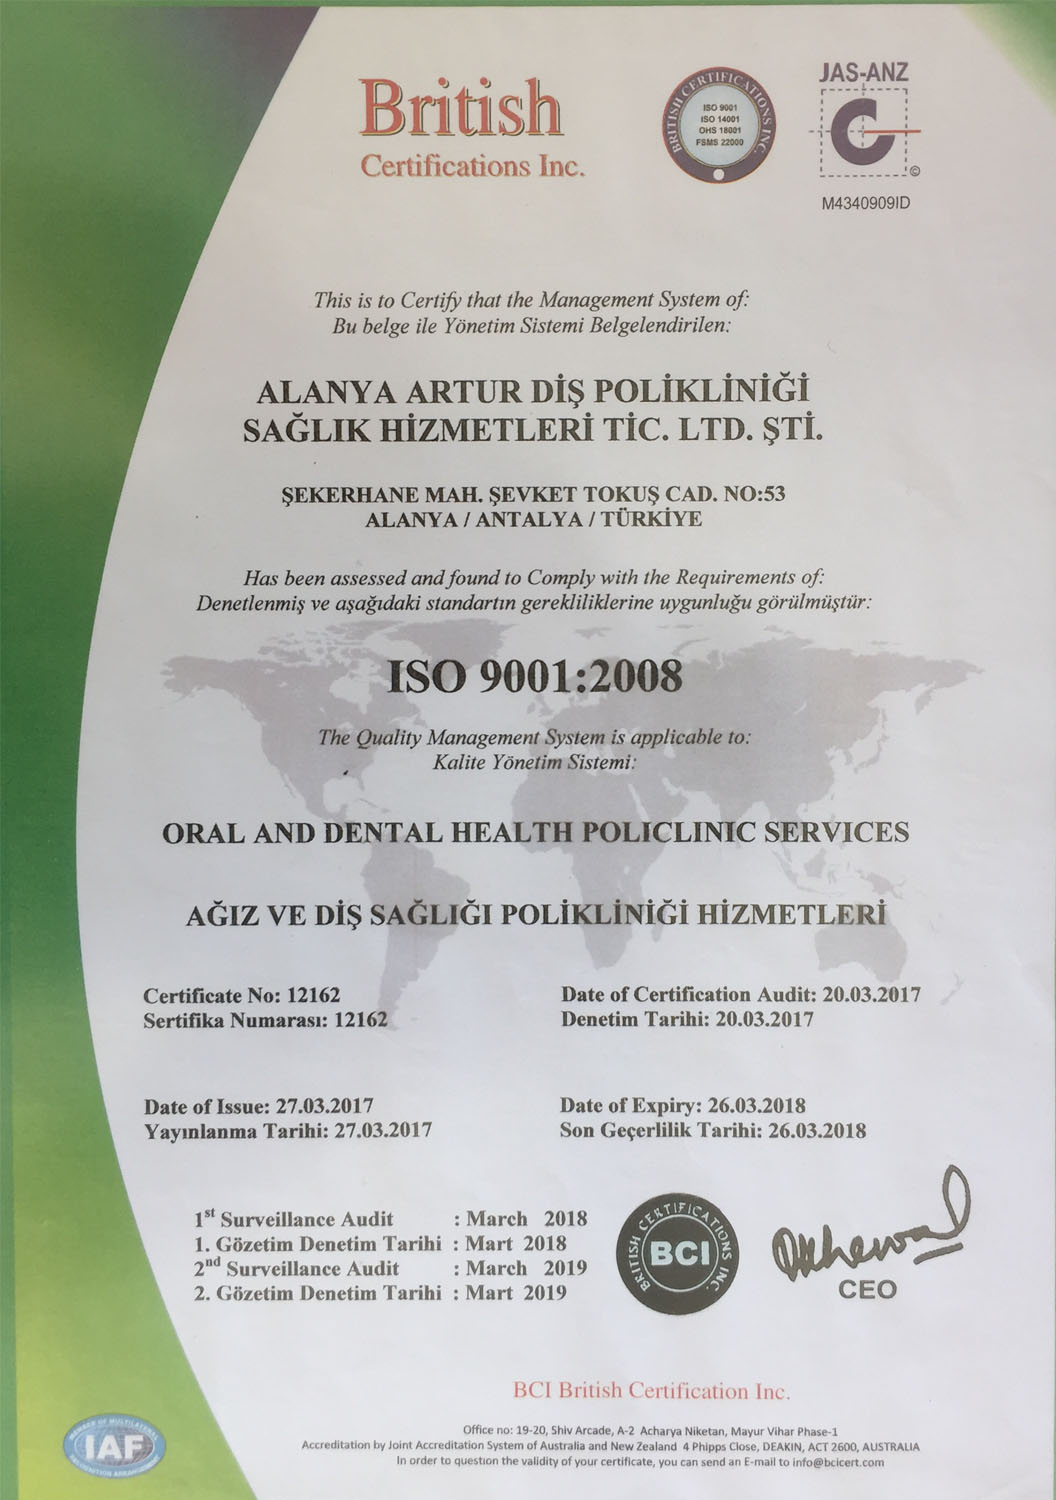 British
Certifications Inc.
BRITISH CERTIFICATIONS INC.
ISO 9001
ISO 14001
OHS 18001
FSMS 22000
JAS-ANZ
©
M4340909ID
This is to Certify that the Management System of:
Bu belge ile Yönetim Sistemi Belgelendirilen:
ALANYA ARTUR DİŞ POLİKLİNİĞİ
SAĞLIK HİZMETLERİ TİC. LTD. ŞTİ.
ŞEKERHANE MAH. ŞEVKET TOKUŞ CAD. NO:53
ALANYA / ANTALYA / TÜRKİYE
Has been assessed and found to Comply with the Requirements of:
Denetlenmiş ve aşağıdaki standartın gerekliliklerine uygunluğu görülmüştür:
ISO 9001:2008
The Quality Management System is applicable to:
Kalite Yönetim Sistemi:
ORAL AND DENTAL HEALTH POLICLINIC SERVICES
AĞIZ VE DİŞ SAĞLIĞI POLİKLİNİĞİ HİZMETLERİ
Certificate No: 12162
Sertifika Numarası: 12162
Date of Certification Audit: 20.03.2017
Denetim Tarihi: 20.03.2017
Date of Issue: 27.03.2017
Yayınlanma Tarihi: 27.03.2017
Date of Expiry: 26.03.2018
Son Geçerlilik Tarihi: 26.03.2018
1st Surveillance Audit : March 2018
1. Gözetim Denetim Tarihi : Mart 2018
2nd Surveillance Audit : March 2019
2. Gözetim Denetim Tarihi : Mart 2019
BRITISH CERTIFICATIONS INC.
BCI
CEO
BCI British Certification Inc.
Office no: 19-20, Shiv Arcade, A-2 Acharya Niketan, Mayur Vihar Phase-1
Accreditation by Joint Accreditation System of Australia and New Zealand 4 Phipps Close, DEAKIN, ACT 2600, AUSTRALIA
In order to question the validity of your certificate, you can send an E-mail to info@bcicert.com
MEMBER OF MULTILATERAL
IAF
RECOGNITION ARRANGEMENT